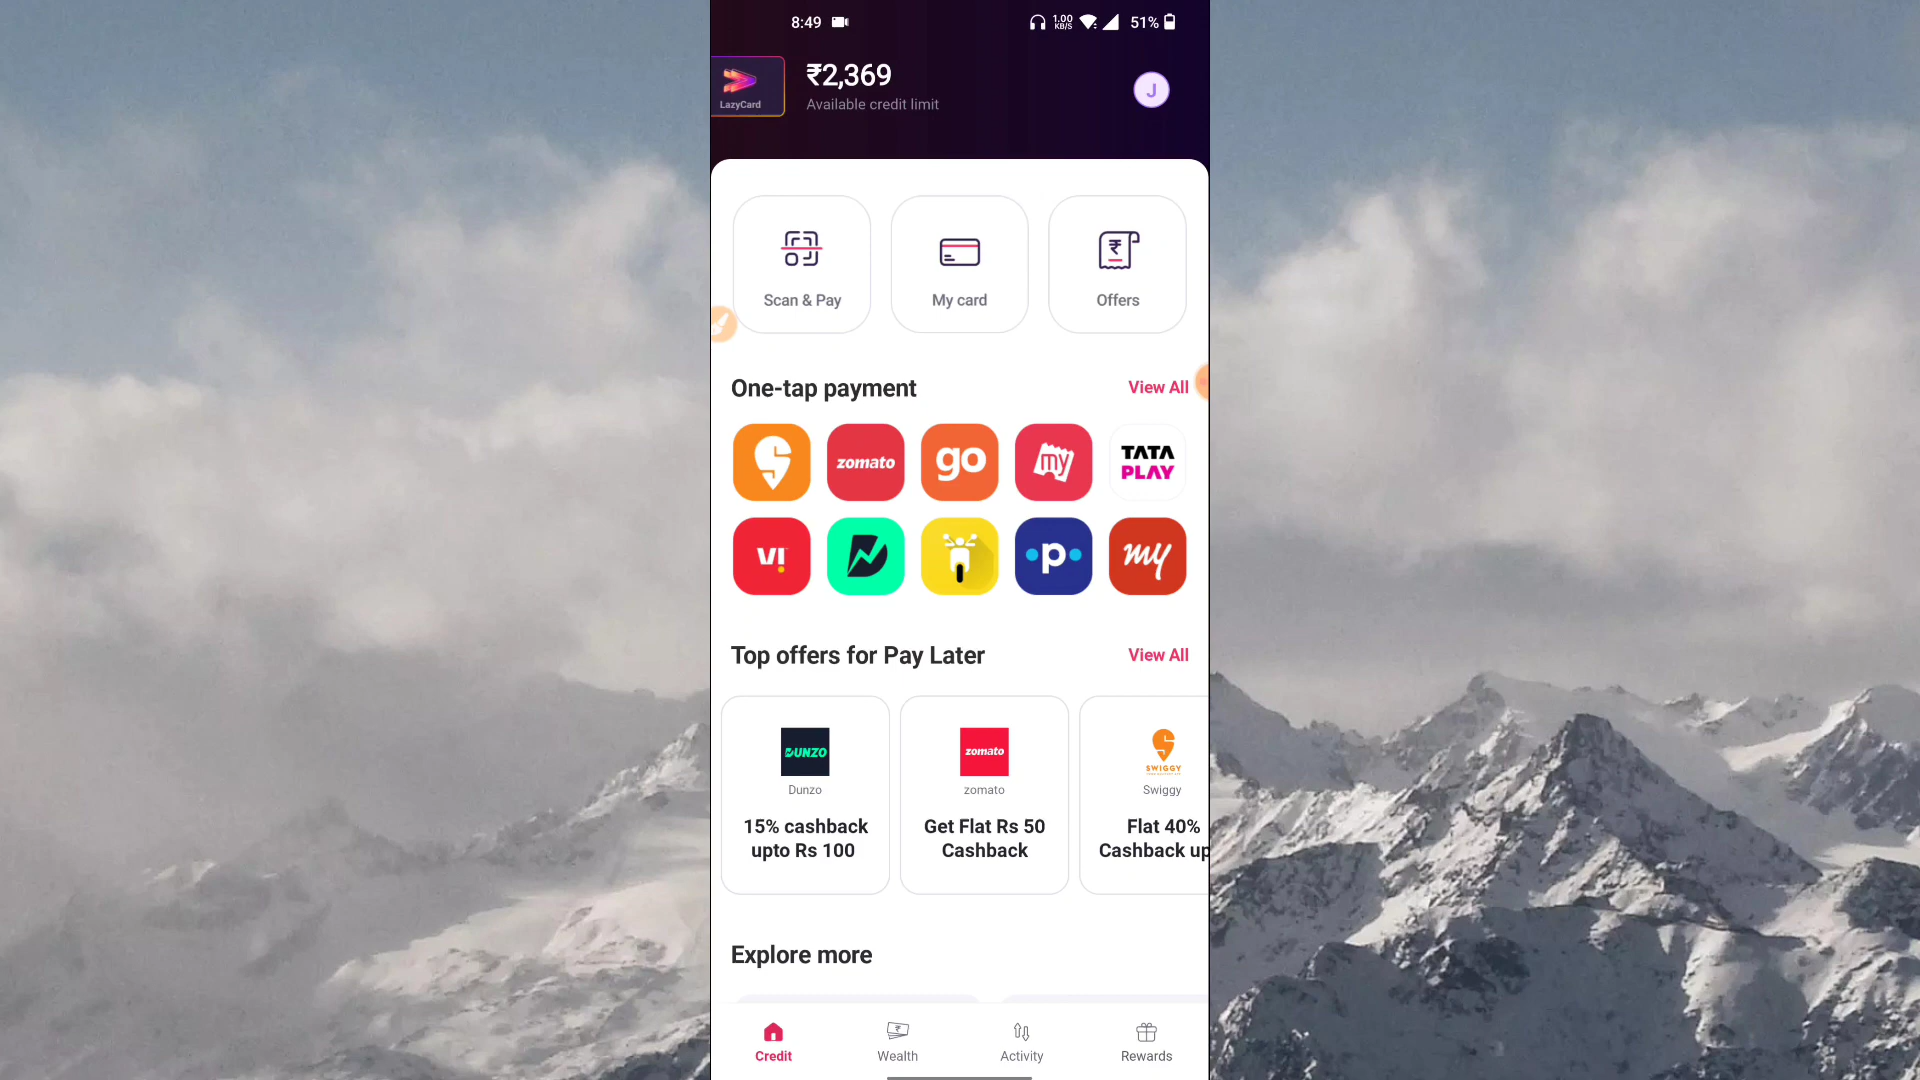 8:49
1.00
KB/S
51%
LazyCard
₹2,369
Available credit limit
J
Scan & Pay
My card
Offers
One-tap payment
View All
zomato
go
my
TATA
PLAY
V!
p
my
Top offers for Pay Later
View All
DUNZO
Dunzo
15% cashback
upto Rs 100
zomato
zomato
Get Flat Rs 50
Cashback
SWIGGY
Swiggy
Flat 40%
Cashback up
Explore more
Credit
Wealth
Activity
Rewards